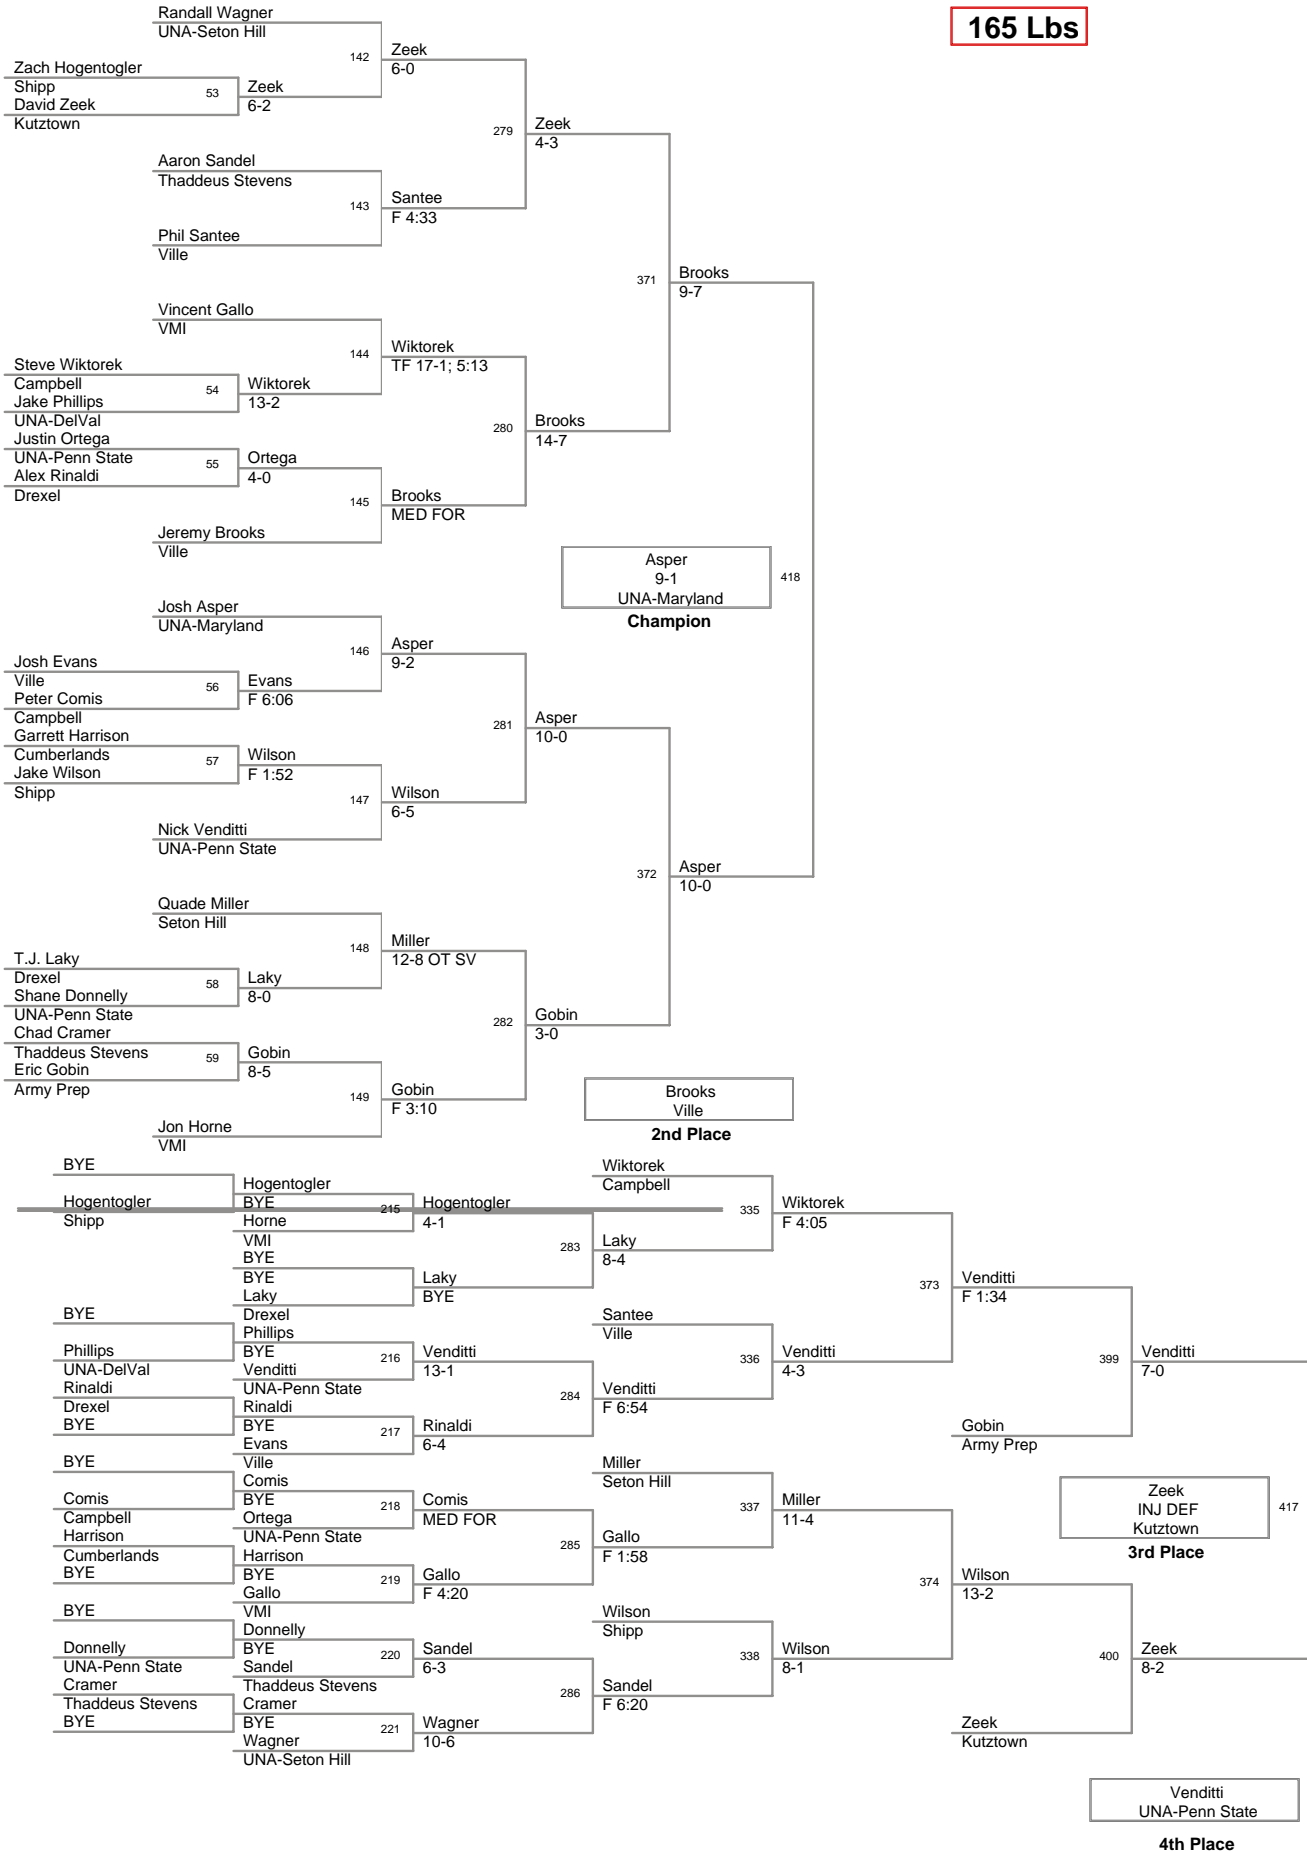 165 Lbs
Randall Wagner
UNA-Seton Hill
142
Zeek
6-0
Zach Hogentogler
Shipp
53
Zeek
6-2
David Zeek
Kutztown
279
Zeek
4-3
Aaron Sandel
Thaddeus Stevens
143
Santee
F 4:33
Phil Santee
Ville
371
Brooks
9-7
Vincent Gallo
VMI
144
Wiktorek
TF 17-1; 5:13
Steve Wiktorek
Campbell
54
Wiktorek
13-2
Jake Phillips
UNA-DelVal
280
Brooks
14-7
Justin Ortega
UNA-Penn State
55
Ortega
4-0
Alex Rinaldi
Drexel
145
Brooks
MED FOR
Jeremy Brooks
Ville
Asper
9-1
UNA-Maryland
418
Champion
Josh Asper
UNA-Maryland
146
Asper
9-2
Josh Evans
Ville
56
Evans
F 6:06
Peter Comis
Campbell
281
Asper
10-0
Garrett Harrison
Cumberlands
57
Wilson
F 1:52
Jake Wilson
Shipp
147
Wilson
6-5
Nick Venditti
UNA-Penn State
372
Asper
10-0
Quade Miller
Seton Hill
148
Miller
12-8 OT SV
T.J. Laky
Drexel
58
Laky
8-0
Shane Donnelly
UNA-Penn State
282
Gobin
3-0
Chad Cramer
Thaddeus Stevens
59
Gobin
8-5
Eric Gobin
Army Prep
149
Gobin
F 3:10
Jon Horne
VMI
Brooks
Ville
2nd Place
BYE
Hogentogler
Shipp
Hogentogler
BYE
Horne
VMI
215
Hogentogler
4-1
BYE
BYE
Laky
Drexel
Laky
BYE
283
Laky
8-4
Wiktorek
Campbell
335
Wiktorek
F 4:05
BYE
Phillips
UNA-DelVal
Phillips
BYE
Venditti
UNA-Penn State
216
Venditti
13-1
Rinaldi
Drexel
BYE
Rinaldi
BYE
Evans
Ville
217
Rinaldi
6-4
284
Venditti
F 6:54
Santee
Ville
336
Venditti
4-3
373
Venditti
F 1:34
Gobin
Army Prep
399
Venditti
7-0
BYE
Comis
Campbell
Comis
BYE
Ortega
UNA-Penn State
218
Comis
MED FOR
Harrison
Cumberlands
BYE
Harrison
BYE
Gallo
VMI
219
Gallo
F 4:20
285
Gallo
F 1:58
Miller
Seton Hill
337
Miller
11-4
Zeek
INJ DEF
Kutztown
417
3rd Place
BYE
Donnelly
UNA-Penn State
Donnelly
BYE
Sandel
Thaddeus Stevens
220
Sandel
6-3
Cramer
Thaddeus Stevens
BYE
Cramer
BYE
Wagner
UNA-Seton Hill
221
Wagner
10-6
286
Sandel
F 6:20
Wilson
Shipp
338
Wilson
8-1
374
Wilson
13-2
Zeek
Kutztown
400
Zeek
8-2
Venditti
UNA-Penn State
4th Place